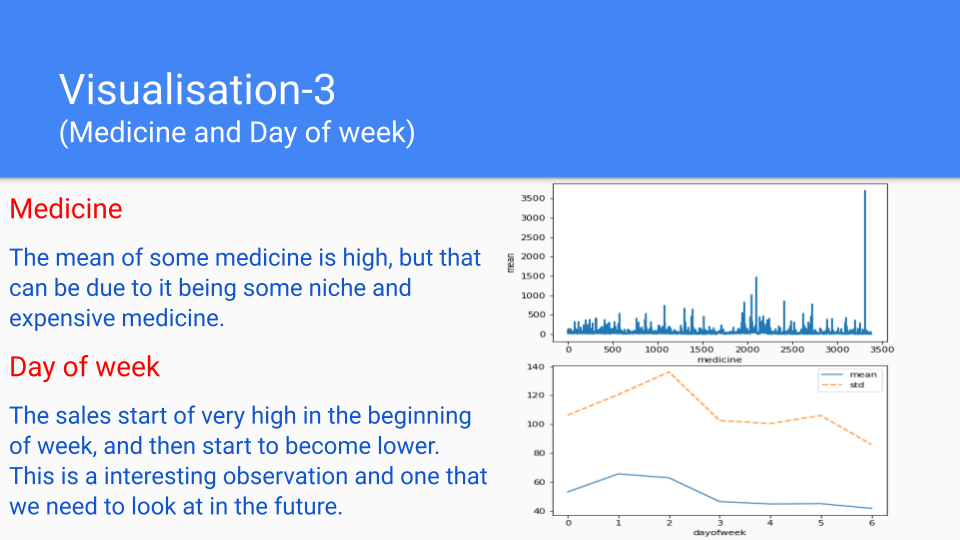 Visualisation-3
(Medicine and Day of week)
Medicine
The mean of some medicine is high, but that
can be due to it being some niche and
expensive medicine.
Day of week
The sales start of very high in the beginning
of week, and then start to become lower.
This is a interesting observation and one that
we need to look at in the future.
3500
3000
2500
2000
1500
1000
500
0
mean
0 500 1000 1500 2000 2500 3000 3500
medicine
140
120
100
80
60
40
mean
std
0 1 2 3 4 5 6
dayofweek